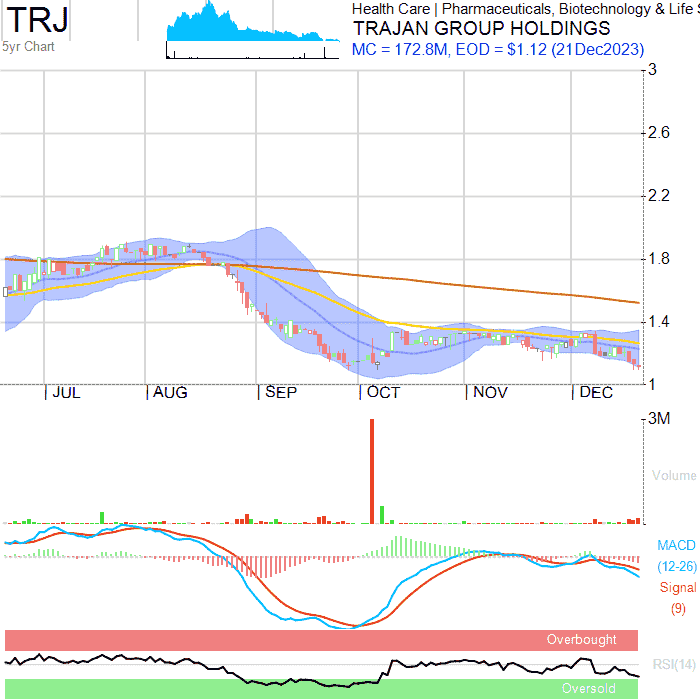 TRJ
5yr Chart
Health Care | Pharmaceuticals, Biotechnology & Life S
TRAJAN GROUP HOLDINGS
MC = 172.8M, EOD = $1.12 (21Dec2023)
3
2.6
2.2
1.8
1.4
1
JUL AUG SEP OCT NOV DEC
3M
Volume
MACD
(12-26)
Signal
(9)
Overbought
RSI(14)
Oversold